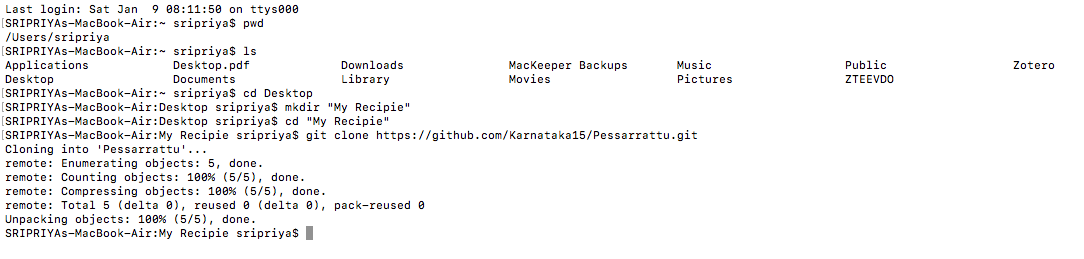 Last login: Sat Jan  9 08:11:50 on ttys000
[SRIPRIYAs-MacBook-Air:~ sripriya$ pwd
/Users/sripriya
[SRIPRIYAs-MacBook-Air:~ sripriya$ ls
Applications Desktop.pdf Downloads MacKeeper Backups Music Public Zotero
Desktop Documents Library Movies Pictures ZTEEVDO
[SRIPRIYAs-MacBook-Air:~ sripriya$ cd Desktop
[SRIPRIYAs-MacBook-Air:Desktop sripriya$ mkdir "My Recipie"
[SRIPRIYAs-MacBook-Air:Desktop sripriya$ cd "My Recipie"
[SRIPRIYAs-MacBook-Air:My Recipie sripriya$ git clone https://github.com/Karnataka15/Pessarrattu.git
Cloning into 'Pessarrattu'...
remote: Enumerating objects: 5, done.
remote: Counting objects: 100% (5/5), done.
remote: Compressing objects: 100% (5/5), done.
remote: Total 5 (delta 0), reused 0 (delta 0), pack-reused 0
Unpacking objects: 100% (5/5), done.
SRIPRIYAs-MacBook-Air:My Recipie sripriya$